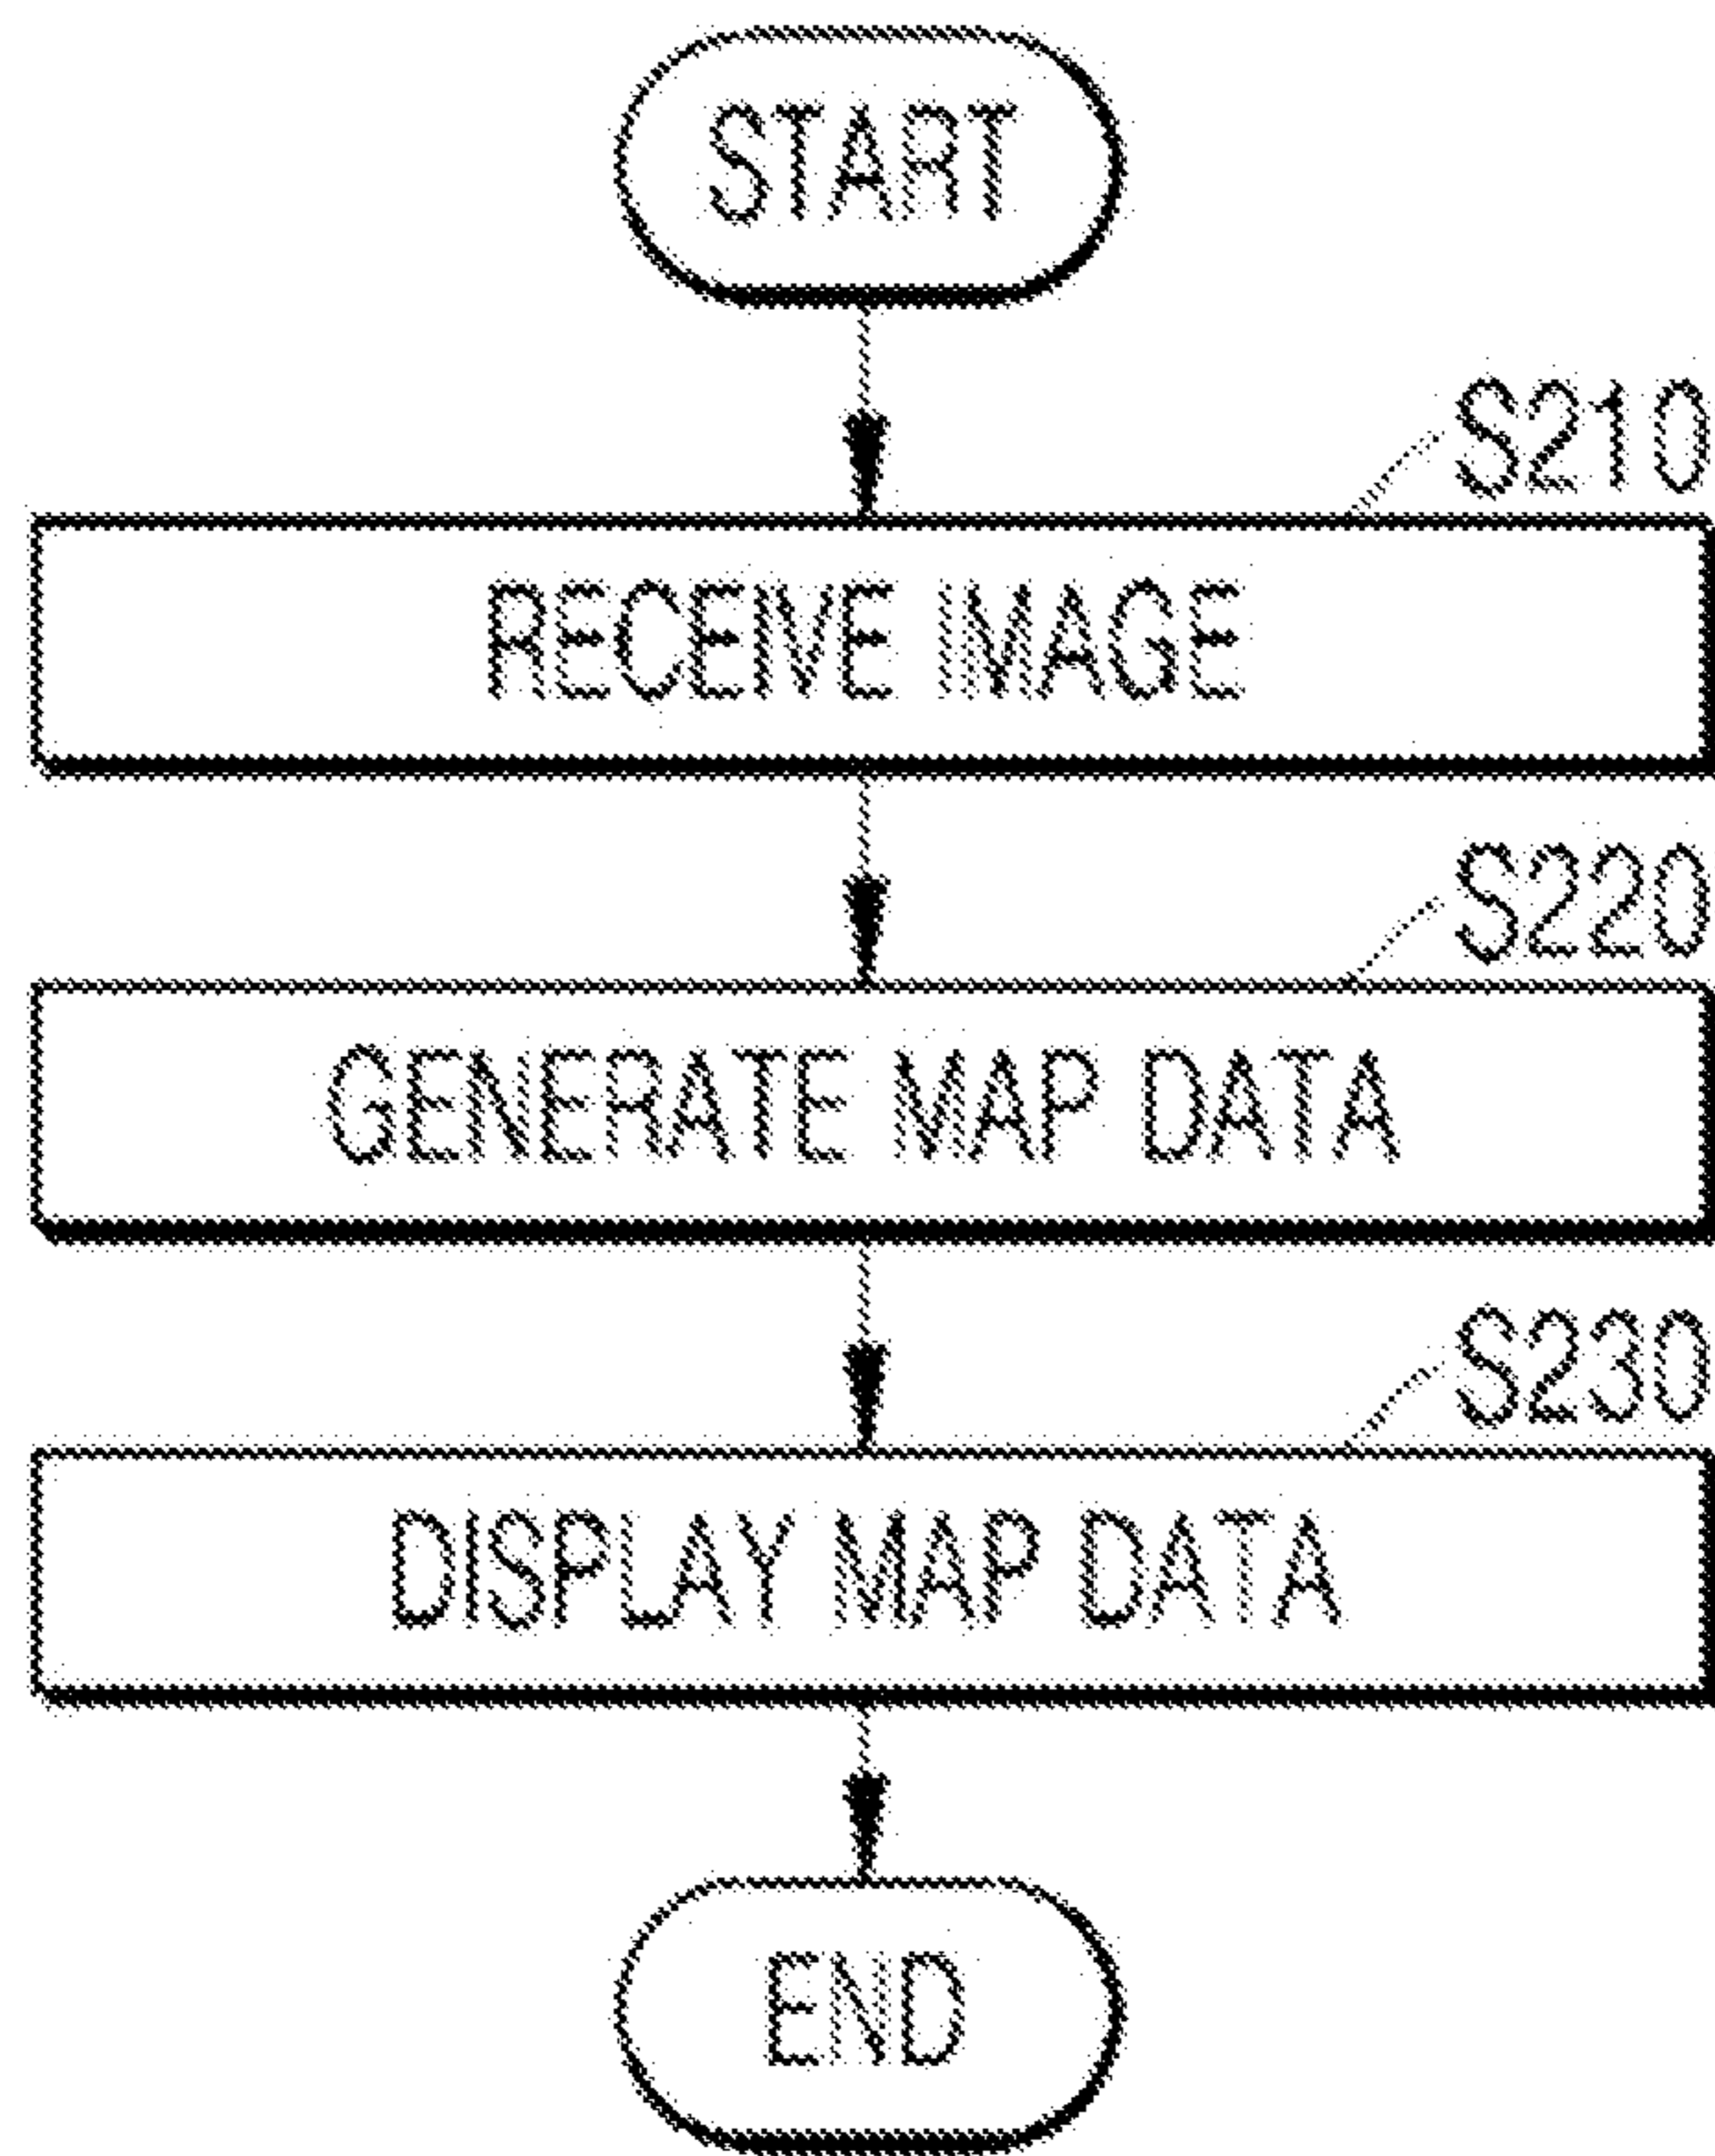 START
S210
RECEIVE IMAGE
S220
GENERATE MAP DATA
S230
DISPLAY MAP DATA
END